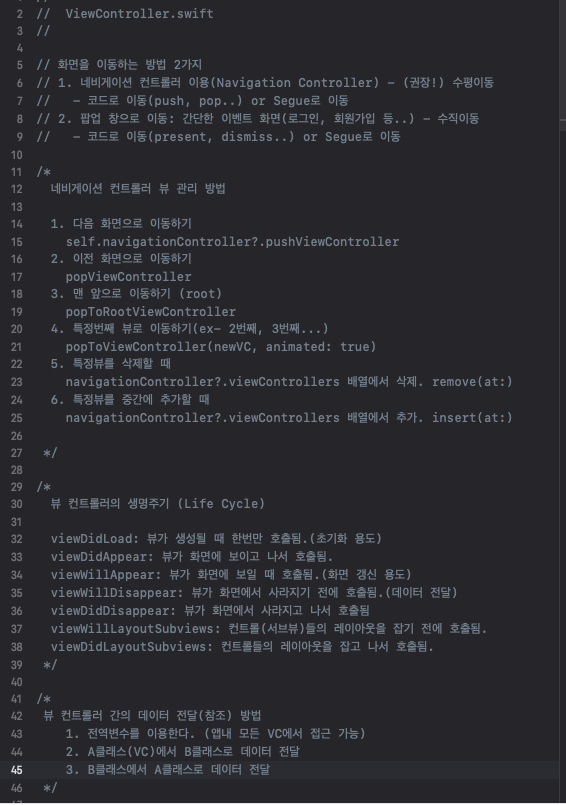 2 //  ViewController.swift
3 //
4
5 // 화면을 이동하는 방법 2가지
6 // 1. 네비게이션 컨트롤러 이용(Navigation Controller) - (권장!) 수평이동
7 //   - 코드로 이동(push, pop..) or Segue로 이동
8 // 2. 팝업 창으로 이동: 간단한 이벤트 화면(로그인, 회원가입 등..) - 수직이동
9 //   - 코드로 이동(present, dismiss..) or Segue로 이동
10
11 /*
12   네비게이션 컨트롤러 뷰 관리 방법
13
14   1. 다음 화면으로 이동하기
15     self.navigationController?.pushViewController
16   2. 이전 화면으로 이동하기
17     popViewController
18   3. 맨 앞으로 이동하기 (root)
19     popToRootViewController
20   4. 특정번째 뷰로 이동하기(ex- 2번째, 3번째...)
21     popToViewController(newVC, animated: true)
22   5. 특정뷰를 삭제할 때
23     navigationController?.viewControllers 배열에서 삭제. remove(at:)
24   6. 특정뷰를 중간에 추가할 때
25     navigationController?.viewControllers 배열에서 추가. insert(at:)
26
27  */
28
29 /*
30   뷰 컨트롤러의 생명주기 (Life Cycle)
31
32   viewDidLoad: 뷰가 생성될 때 한번만 호출됨.(초기화 용도)
33   viewDidAppear: 뷰가 화면에 보이고 나서 호출됨.
34   viewWillAppear: 뷰가 화면에 보일 때 호출됨.(화면 갱신 용도)
35   viewWillDisappear: 뷰가 화면에서 사라지기 전에 호출됨.(데이터 전달)
36   viewDidDisappear: 뷰가 화면에서 사라지고 나서 호출됨
37   viewWillLayoutSubviews: 컨트롤(서브뷰)들의 레이아웃을 잡기 전에 호출됨.
38   viewDidLayoutSubviews: 컨트롤들의 레이아웃을 잡고 나서 호출됨.
39  */
40
41 /*
42  뷰 컨트롤러 간의 데이터 전달(참조) 방법
43     1. 전역변수를 이용한다. (앱내 모든 VC에서 접근 가능)
44     2. A클래스(VC)에서 B클래스로 데이터 전달
45     3. B클래스에서 A클래스로 데이터 전달
46  */